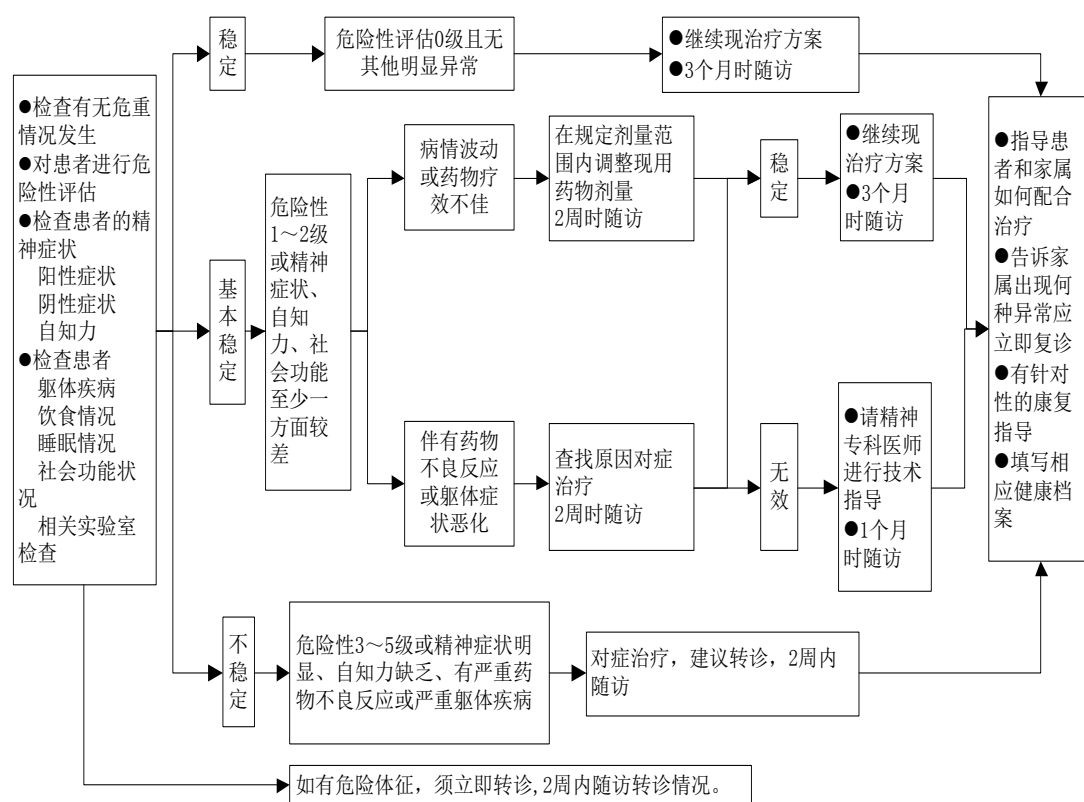 ●检查有无危重
情况发生
●对患者进行危
险性评估
●检查患者的精
神症状
阳性症状
阴性症状
自知力
●检查患者
躯体疾病
饮食情况
睡眠情况
社会功能状
况
相关实验室
检查
稳
定
危险性评估0级且无
其他明显异常
●继续现治疗方案
●3个月时随访
基
本
稳
定
危险性
1～2级
或精神
症状、
自知
力、社
会功能
至少一
方面较
差
病情波动
或药物疗
效不佳
在规定剂量范
围内调整现用
药物剂量
2周时随访
稳
定
●继续现
治疗方案
●3个月
时随访
伴有药物
不良反应
或躯体症
状恶化
查找原因对症
治疗
2周时随访
无
效
●请精神
专科医师
进行技术
指导
●1个月
时随访
不
稳
定
危险性3～5级或精神症状明
显、自知力缺乏、有严重药
物不良反应或严重躯体疾病
对症治疗，建议转诊，2周内
随访
●指导患
者和家属
如何配合
治疗
●告诉家
属出现何
种异常应
立即复诊
●有针对
性的康复
指导
●填写相
应健康档
案
如有危险体征，须立即转诊,2周内随访转诊情况。